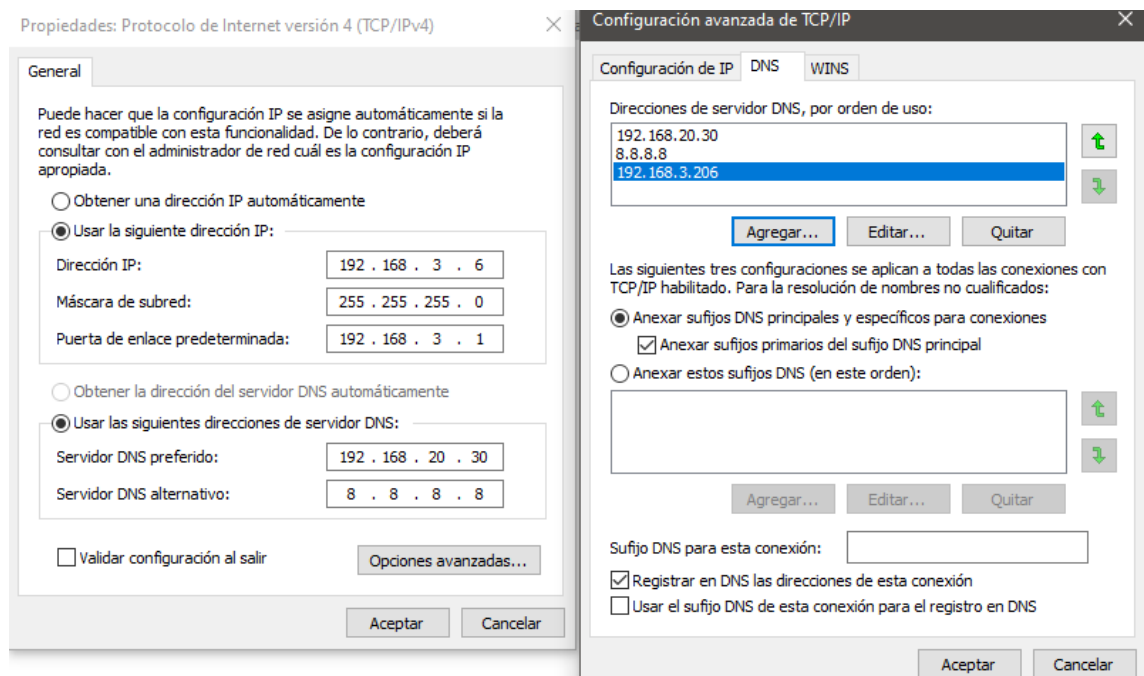 Propiedades: Protocolo de Internet versión 4 (TCP/IPv4)
General
Puede hacer que la configuración IP se asigne automáticamente si la
red es compatible con esta funcionalidad. De lo contrario, deberá
consultar con el administrador de red cuál es la configuración IP
apropiada.
Obtener una dirección IP automáticamente
Usar la siguiente dirección IP:
Dirección IP: 192 . 168 . 3 . 6
Máscara de subred: 255 . 255 . 255 . 0
Puerta de enlace predeterminada: 192 . 168 . 3 . 1
Obtener la dirección del servidor DNS automáticamente
Usar las siguientes direcciones de servidor DNS:
Servidor DNS preferido: 192 . 168 . 20 . 30
Servidor DNS alternativo: 8 . 8 . 8 . 8
Validar configuración al salir
Opciones avanzadas...
Aceptar Cancelar
Configuración avanzada de TCP/IP
Configuración de IP DNS WINS
Direcciones de servidor DNS, por orden de uso:
192.168.20.30
8.8.8.8
192.168.3.206
Agregar... Editar... Quitar
Las siguientes tres configuraciones se aplican a todas las conexiones con
TCP/IP habilitado. Para la resolución de nombres no cualificados:
Anexar sufijos DNS principales y específicos para conexiones
Anexar sufijos primarios del sufijo DNS principal
Anexar estos sufijos DNS (en este orden):
Agregar... Editar... Quitar
Sufijo DNS para esta conexión:
Registrar en DNS las direcciones de esta conexión
Usar el sufijo DNS de esta conexión para el registro en DNS
Aceptar Cancelar